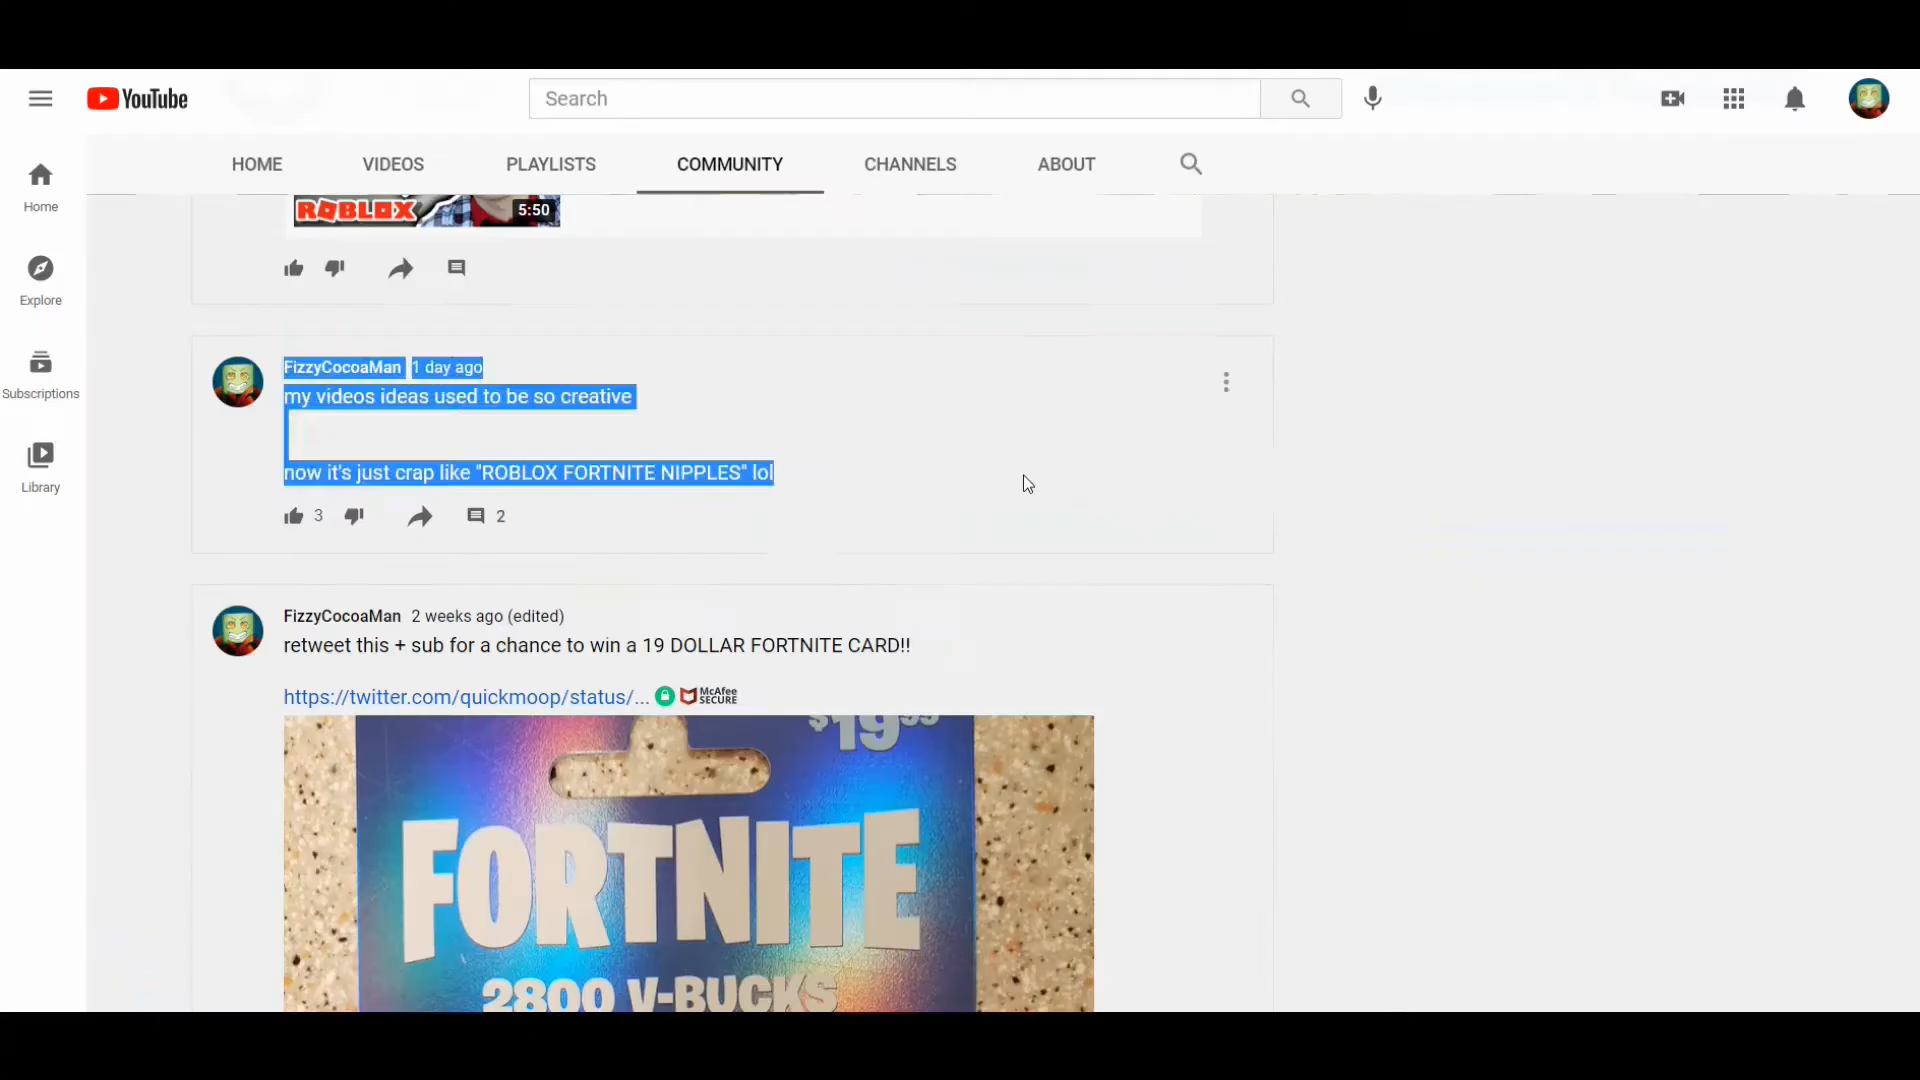 YouTube
Search
HOME VIDEOS PLAYLISTS COMMUNITY CHANNELS ABOUT
Home
Explore
Subscriptions
Library
ROBLOX
5:50
FizzyCocoaMan 1 day ago
my videos ideas used to be so creative
now it's just crap like "ROBLOX FORTNITE NIPPLES" lol
3 2
FizzyCocoaMan 2 weeks ago (edited)
retweet this + sub for a chance to win a 19 DOLLAR FORTNITE CARD!!
https://twitter.com/quickmoop/status/... McAfee SECURE
$19.99
FORTNITE
2800 V-BUCKS